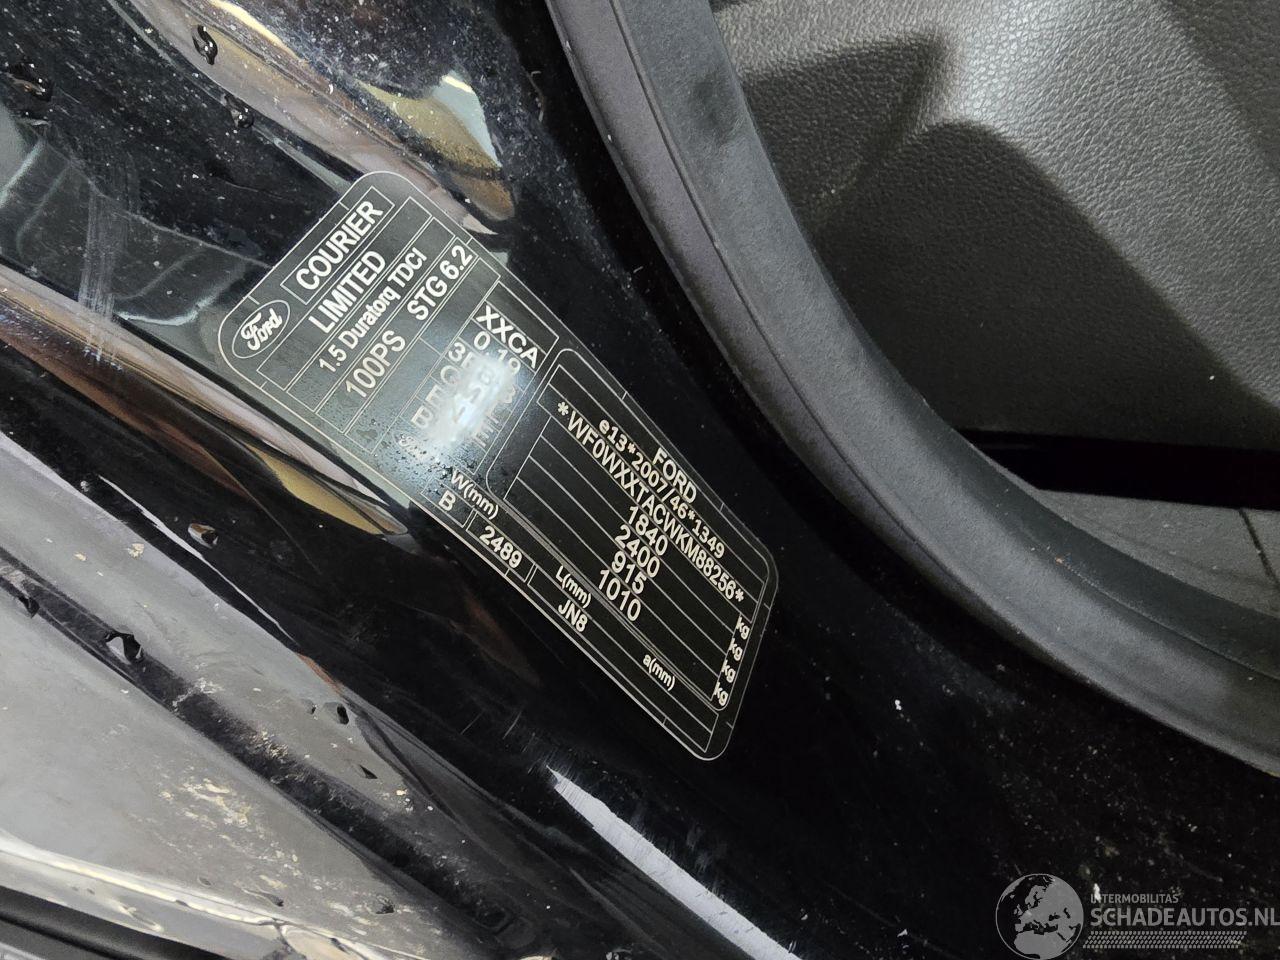 Ford
COURIER
LIMITED
1.5 Duratorq TDCi
100PS STG 6.2
XXCA
FORD
e13*2007/46*1349
*WF0WXXTACWKM88256*
1840 kg
2400 kg
915 kg
1010 kg
W(mm) L(mm) a(mm)
B 2489 JN8
INTERMOBILITAS
SCHADEAUTOS.NL